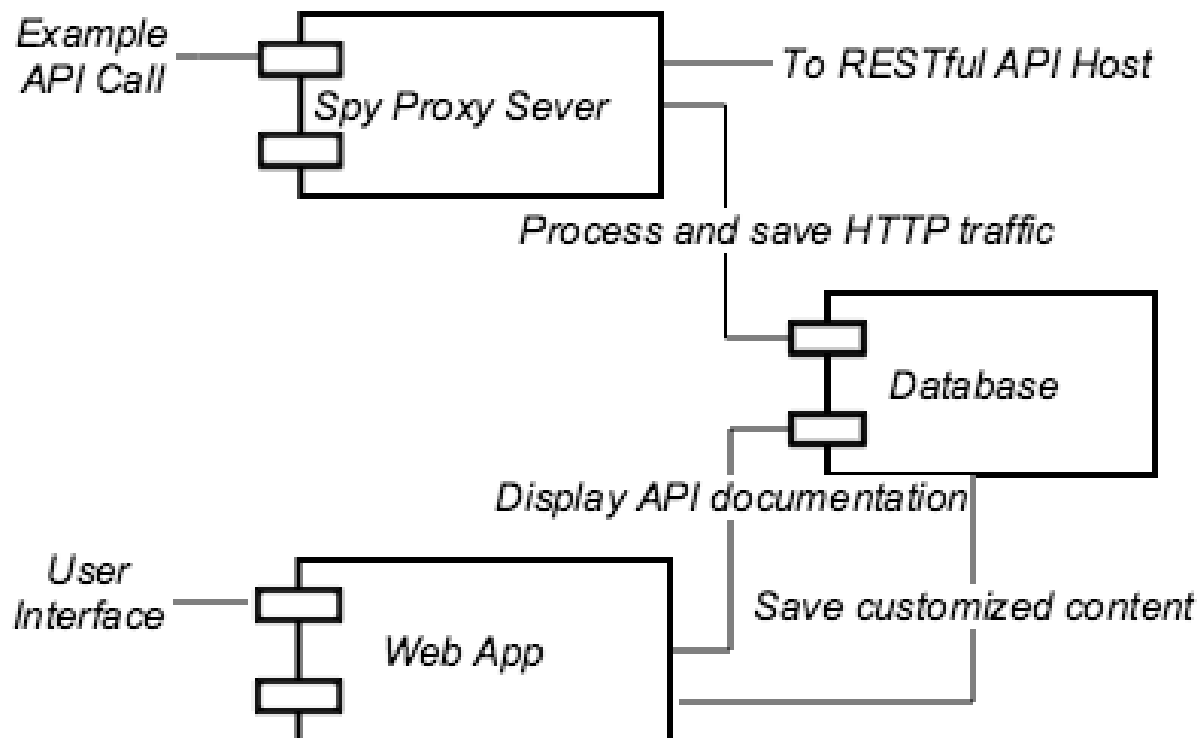 Example
API Call
To RESTful API Host
Spy Proxy Sever
Process and save HTTP traffic
Database
Display API documentation
User
Interface
Save customized content
Web App